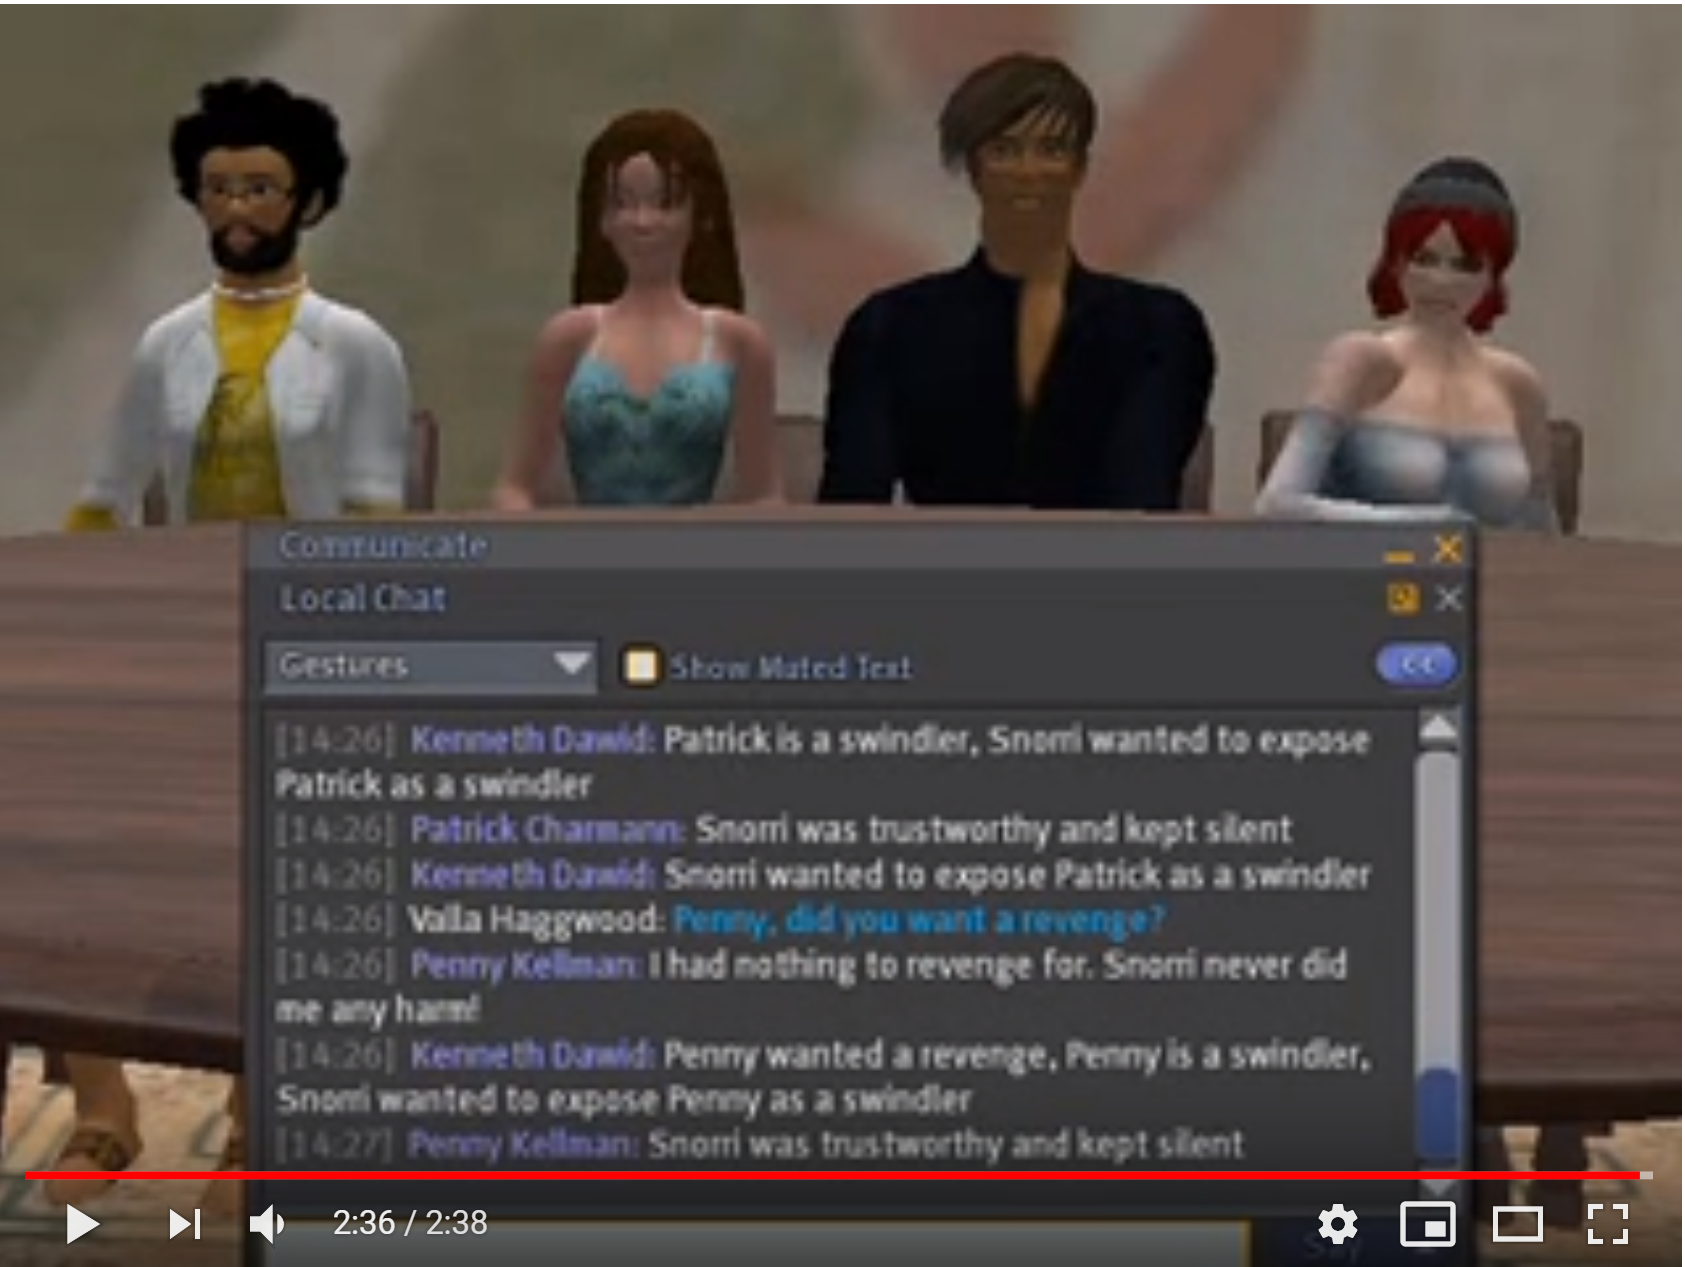 Communicate
Local Chat
Gestures
Show Muted Text
<<
[14:26] Kenneth Dawid: Patrick is a swindler, Snorri wanted to expose
Patrick as a swindler
[14:26] Patrick Charmann: Snorri was trustworthy and kept silent
[14:26] Kenneth Dawid: Snorri wanted to expose Patrick as a swindler
[14:26] Valla Haggwood: Penny, did you want a revenge?
[14:26] Penny Kellman: I had nothing to revenge for. Snorri never did
me any harm!
[14:26] Kenneth Dawid: Penny wanted a revenge, Penny is a swindler,
Snorri wanted to expose Penny as a swindler
[14:27] Penny Kellman: Snorri was trustworthy and kept silent
2:36 / 2:38
Say